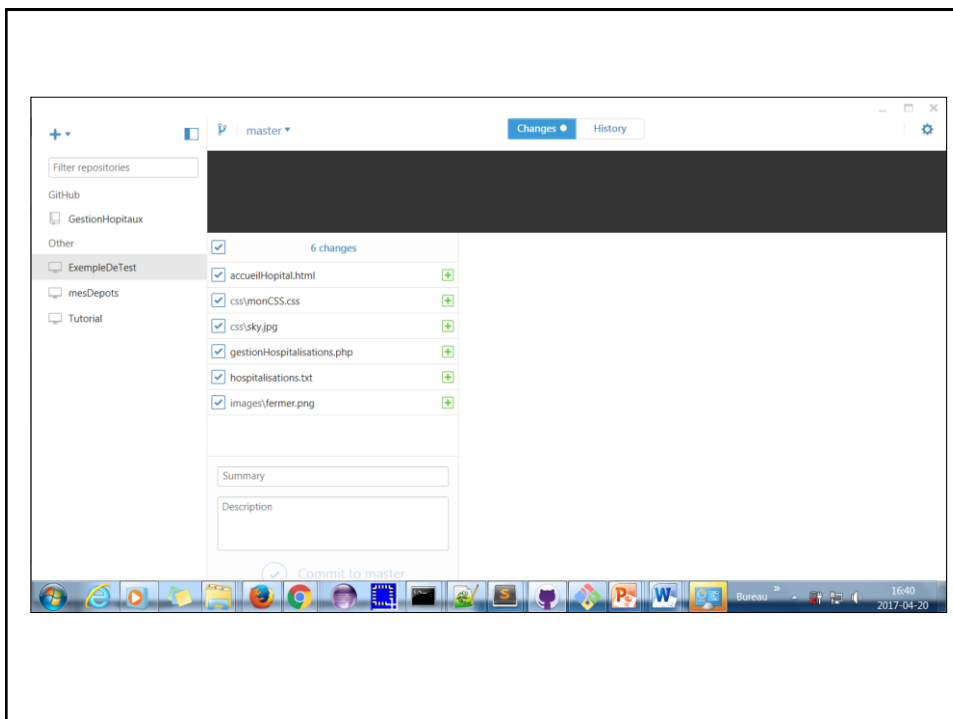 master
Changes
History
Filter repositories
GitHub
GestionHopitaux
Other
ExempleDeTest
mesDepots
Tutorial
6 changes
accueilHopital.html
css\monCSS.css
css\sky.jpg
gestionHospitalisations.php
hospitalisations.txt
images\fermer.png
Summary
Description
Commit to master
Bureau
16:40
2017-04-20